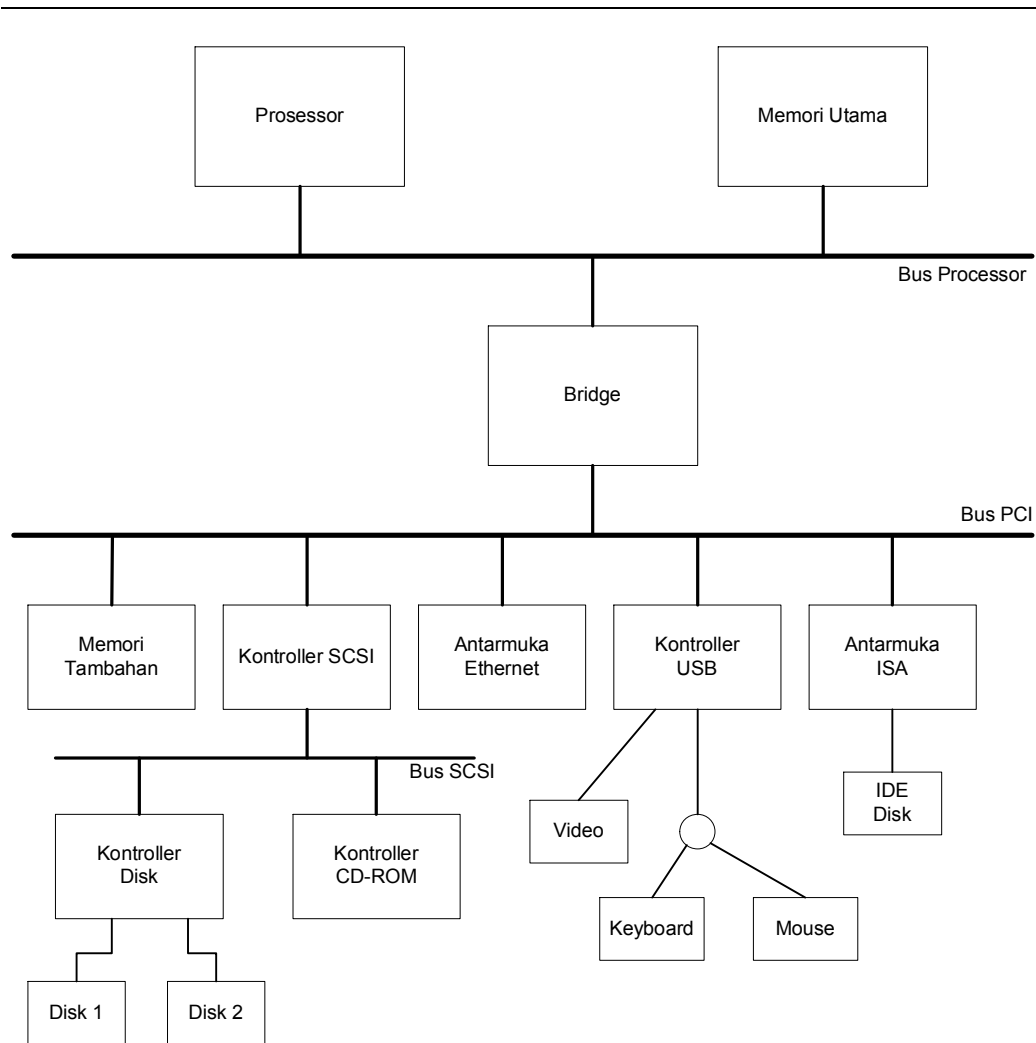 Prosessor
Memori Utama
Bus Processor
Bridge
Bus PCI
Memori
Tambahan
Kontroller SCSI
Antarmuka
Ethernet
Kontroller
USB
Antarmuka
ISA
Bus SCSI
IDE
Disk
Video
Kontroller
Disk
Kontroller
CD-ROM
Keyboard
Mouse
Disk 1
Disk 2